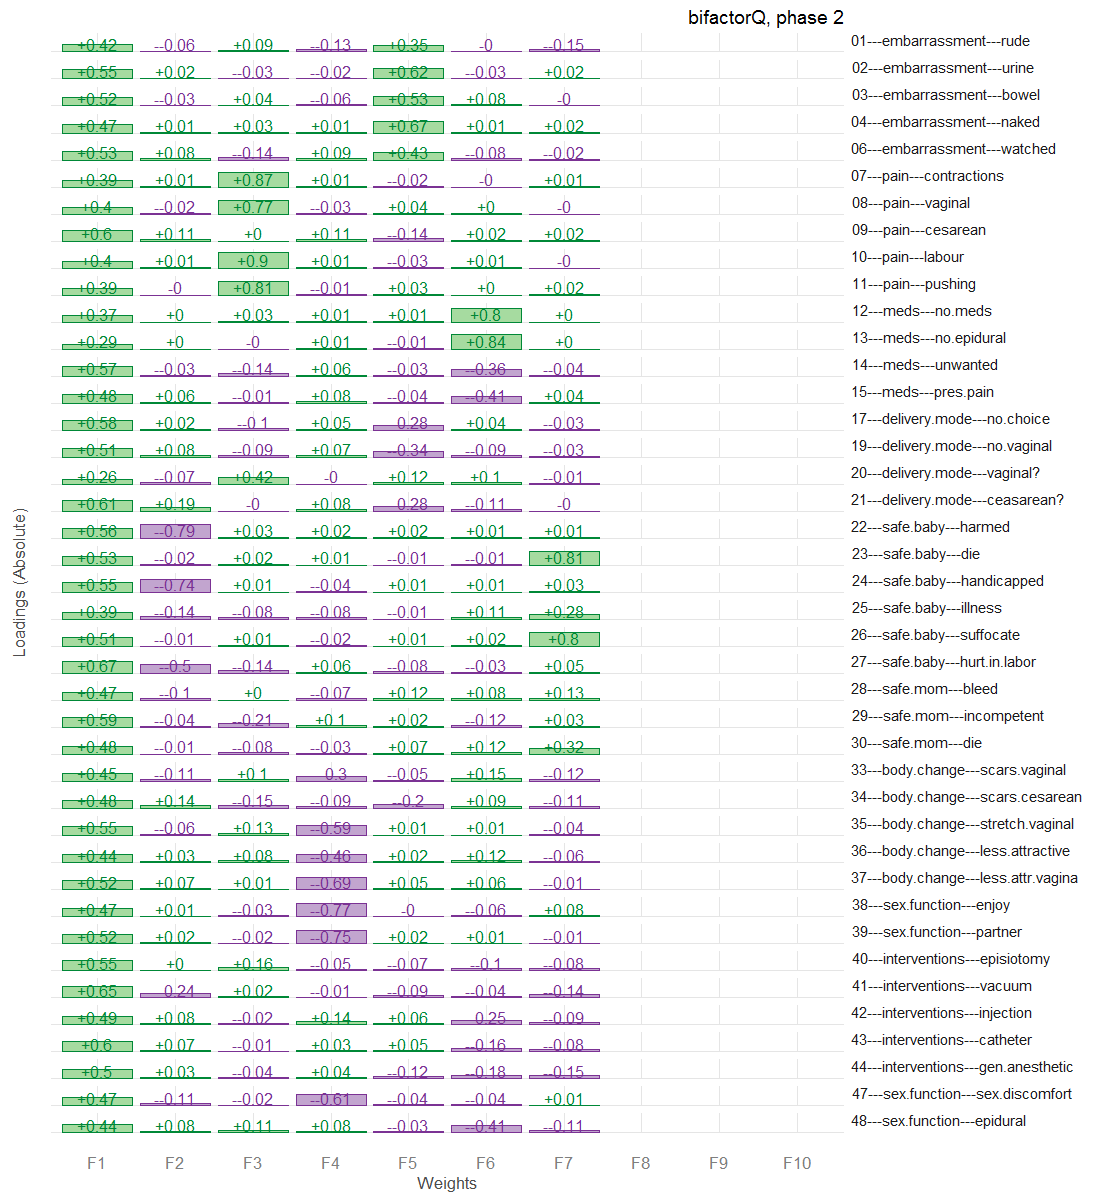 bifactorQ, phase 2
+0.42 --0.06 +0.09 --0.13 +0.35 -0 --0.15 01---embarrassment---rude
+0.55 +0.02 --0.03 --0.02 +0.62 --0.03 +0.02 02---embarrassment---urine
+0.52 --0.03 +0.04 --0.06 +0.53 +0.08 -0 03---embarrassment---bowel
+0.47 +0.01 +0.03 +0.01 +0.67 +0.01 +0.02 04---embarrassment---naked
+0.53 +0.08 --0.14 +0.09 +0.43 --0.08 --0.02 06---embarrassment---watched
+0.39 +0.01 +0.87 +0.01 --0.02 -0 +0.01 07---pain---contractions
+0.4 --0.02 +0.77 --0.03 +0.04 +0 -0 08---pain---vaginal
+0.6 +0.11 +0 +0.11 --0.14 +0.02 +0.02 09---pain---cesarean
+0.4 +0.01 +0.9 +0.01 --0.03 +0.01 -0 10---pain---labour
+0.39 -0 +0.81 --0.01 +0.03 +0 +0.02 11---pain---pushing
+0.37 +0 +0.03 +0.01 +0.01 +0.8 +0 12---meds---no.meds
+0.29 +0 -0 +0.01 --0.01 +0.84 +0 13---meds---no.epidural
+0.57 --0.03 --0.14 +0.06 --0.03 --0.36 --0.04 14---meds---unwanted
+0.48 +0.06 --0.01 +0.08 --0.04 --0.41 +0.04 15---meds---pres.pain
+0.58 +0.02 --0.1 +0.05 --0.28 +0.04 --0.03 17---delivery.mode---no.choice
+0.51 +0.08 --0.09 +0.07 --0.34 --0.09 --0.03 19---delivery.mode---no.vaginal
+0.26 --0.07 +0.42 -0 +0.12 +0.1 --0.01 20---delivery.mode---vaginal?
+0.61 +0.19 -0 +0.08 --0.28 --0.11 -0 21---delivery.mode---ceasarean?
+0.56 --0.79 +0.03 +0.02 +0.02 +0.01 +0.01 22---safe.baby---harmed
+0.53 --0.02 +0.02 +0.01 --0.01 --0.01 +0.81 23---safe.baby---die
+0.55 --0.74 +0.01 --0.04 +0.01 +0.01 +0.03 24---safe.baby---handicapped
+0.39 --0.14 --0.08 --0.08 --0.01 +0.11 +0.28 25---safe.baby---illness
+0.51 --0.01 +0.01 --0.02 +0.01 +0.02 +0.8 26---safe.baby---suffocate
+0.67 --0.5 --0.14 +0.06 --0.08 --0.03 +0.05 27---safe.baby---hurt.in.labor
+0.47 --0.1 +0 --0.07 +0.12 +0.08 +0.13 28---safe.mom---bleed
+0.59 --0.04 --0.21 +0.1 +0.02 --0.12 +0.03 29---safe.mom---incompetent
+0.48 --0.01 --0.08 --0.03 +0.07 +0.12 +0.32 30---safe.mom---die
+0.45 --0.11 +0.1 --0.3 --0.05 +0.15 --0.12 33---body.change---scars.vaginal
+0.48 +0.14 --0.15 --0.09 --0.2 +0.09 --0.11 34---body.change---scars.cesarean
+0.55 --0.06 +0.13 --0.59 +0.01 +0.01 --0.04 35---body.change---stretch.vaginal
+0.44 +0.03 +0.08 --0.46 +0.02 +0.12 --0.06 36---body.change---less.attractive
+0.52 +0.07 +0.01 --0.69 +0.05 +0.06 --0.01 37---body.change---less.attr.vagina
+0.47 +0.01 --0.03 --0.77 -0 --0.06 +0.08 38---sex.function---enjoy
+0.52 +0.02 --0.02 --0.75 +0.02 +0.01 --0.01 39---sex.function---partner
+0.55 +0 +0.16 --0.05 --0.07 --0.1 --0.08 40---interventions---episiotomy
+0.65 --0.24 +0.02 --0.01 --0.09 --0.04 --0.14 41---interventions---vacuum
+0.49 +0.08 --0.02 +0.14 +0.06 --0.25 --0.09 42---interventions---injection
+0.6 +0.07 --0.01 +0.03 +0.05 --0.16 --0.08 43---interventions---catheter
+0.5 +0.03 --0.04 +0.04 --0.12 --0.18 --0.15 44---interventions---gen.anesthetic
+0.47 --0.11 --0.02 --0.61 --0.04 --0.04 +0.01 47---sex.function---sex.discomfort
+0.44 +0.08 +0.11 +0.08 --0.03 --0.41 --0.11 48---sex.function---epidural
F1 F2 F3 F4 F5 F6 F7 F8 F9 F10
Weights
Loadings (Absolute)